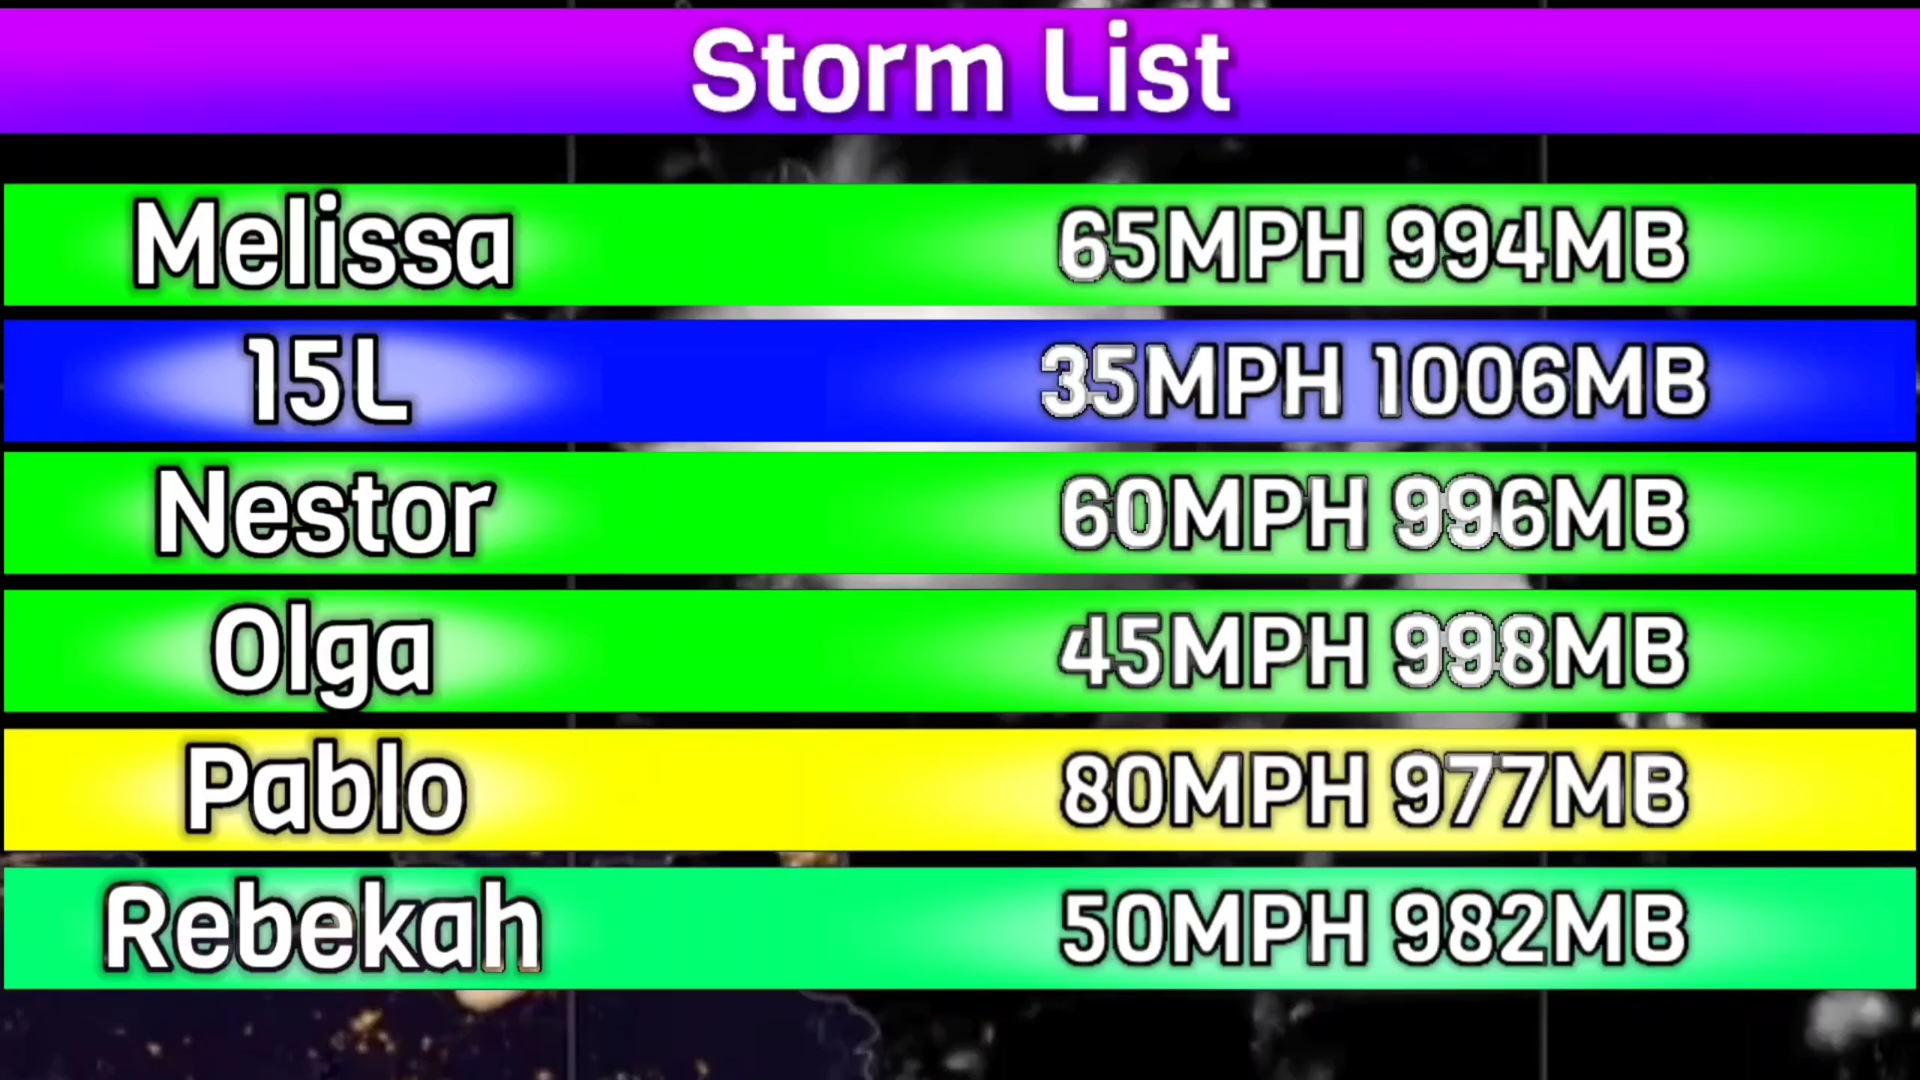 Storm List
Melissa 65MPH 994MB
15L 35MPH 1006MB
Nestor 60MPH 996MB
Olga 45MPH 998MB
Pablo 80MPH 977MB
Rebekah 50MPH 982MB